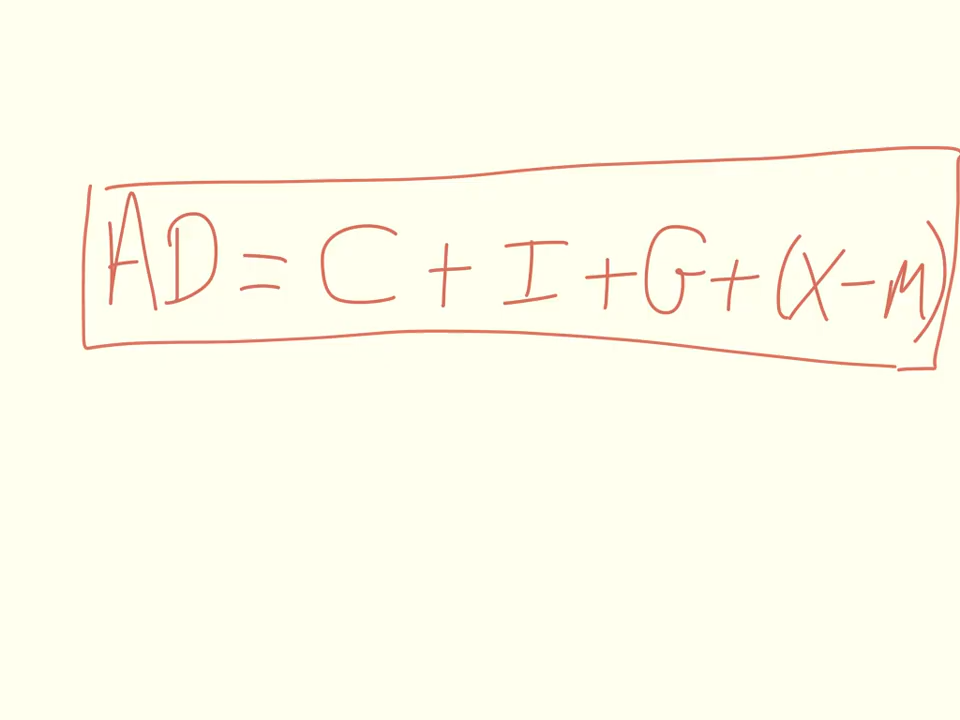 AD = C + I + G + (X - M)